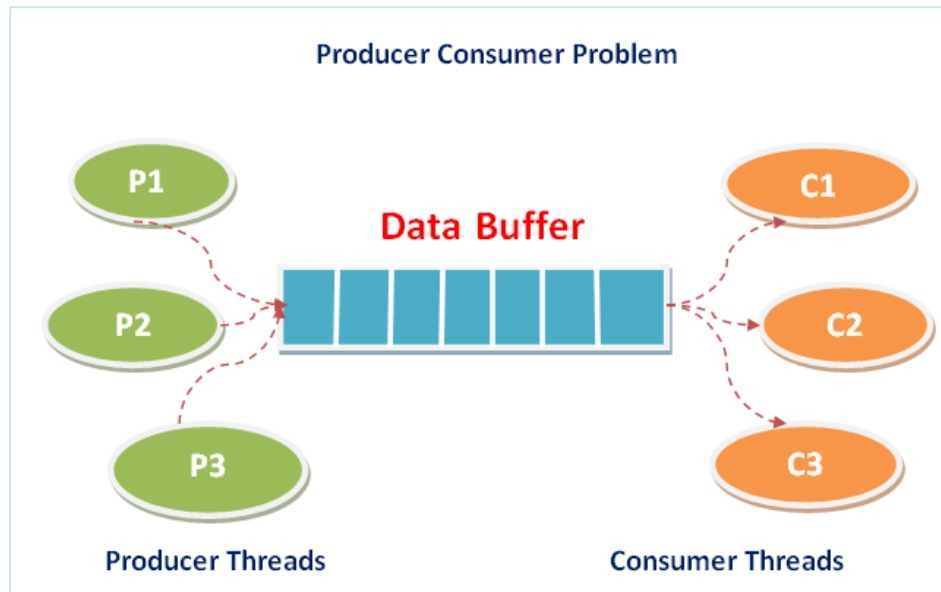 Producer Consumer Problem
P1
C1
Data Buffer
P2
C2
P3
C3
Producer Threads
Consumer Threads